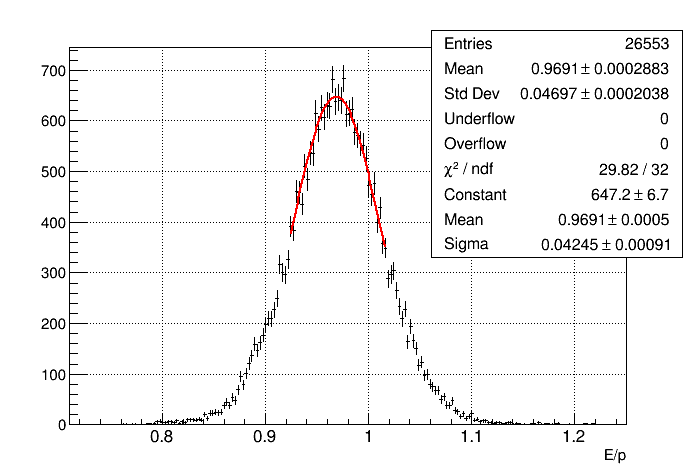 Entries 26553
Mean 0.9691 ± 0.0002883
Std Dev 0.04697 ± 0.0002038
Underflow 0
Overflow 0
χ² / ndf 29.82 / 32
Constant 647.2 ± 6.7
Mean 0.9691 ± 0.0005
Sigma 0.04245 ± 0.00091
700
600
500
400
300
200
100
0
0.8 0.9 1 1.1 1.2
E/p